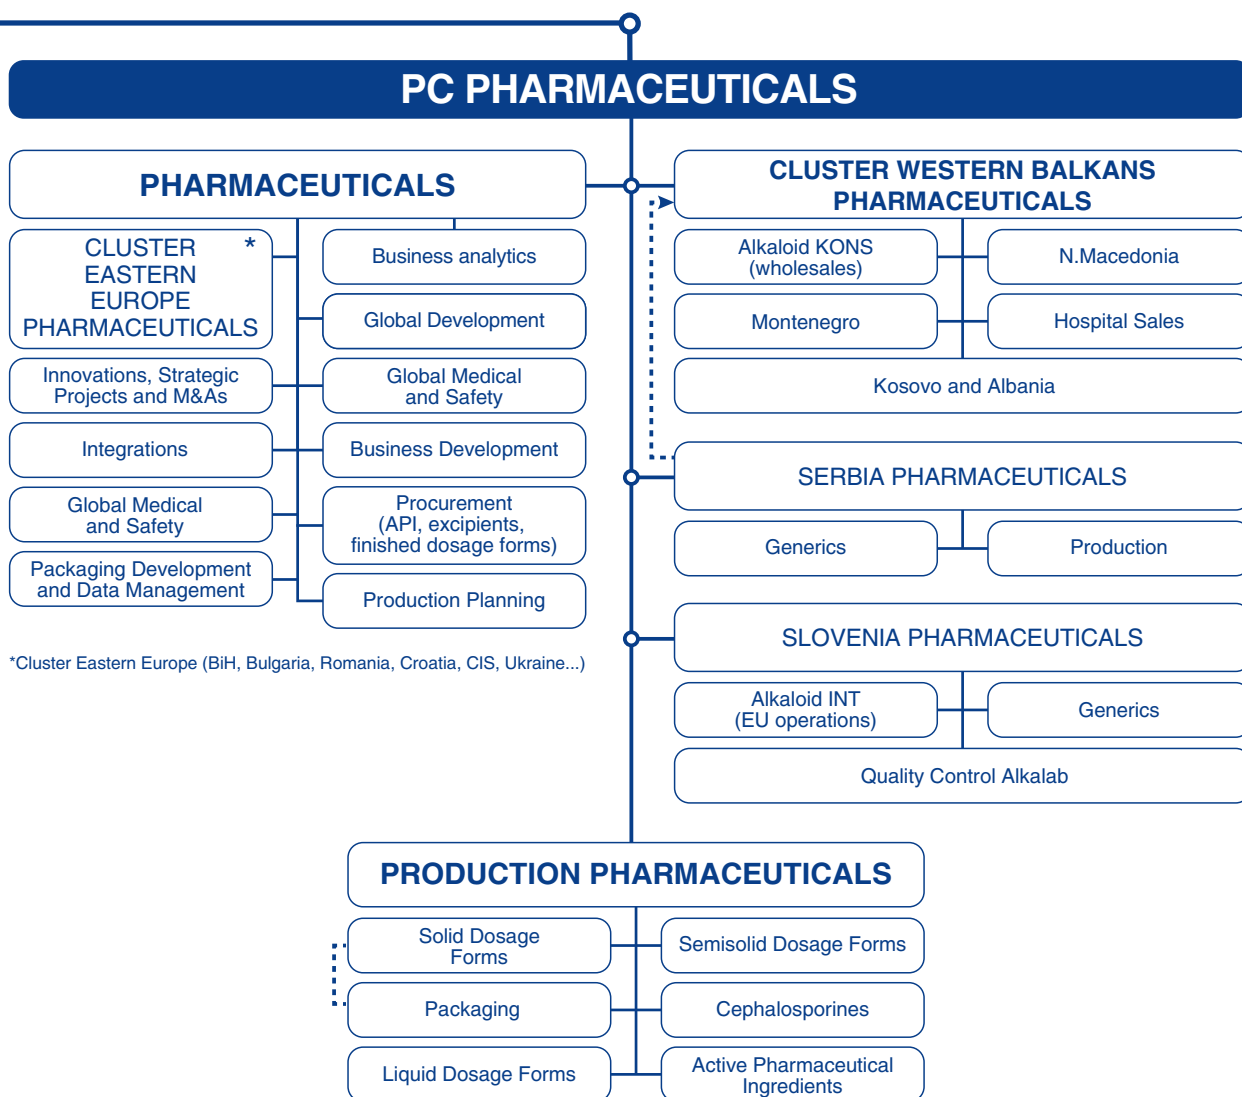 PC PHARMACEUTICALS
PHARMACEUTICALS
CLUSTER *
EASTERN
EUROPE
PHARMACEUTICALS
Business analytics
Global Development
Innovations, Strategic
Projects and M&As
Global Medical
and Safety
Integrations
Business Development
Global Medical
and Safety
Procurement
(API, excipients,
finished dosage forms)
Packaging Development
and Data Management
Production Planning
*Cluster Eastern Europe (BiH, Bulgaria, Romania, Croatia, CIS, Ukraine...)
CLUSTER WESTERN BALKANS
PHARMACEUTICALS
Alkaloid KONS
(wholesales)
N.Macedonia
Montenegro
Hospital Sales
Kosovo and Albania
SERBIA PHARMACEUTICALS
Generics
Production
SLOVENIA PHARMACEUTICALS
Alkaloid INT
(EU operations)
Generics
Quality Control Alkalab
PRODUCTION PHARMACEUTICALS
Solid Dosage
Forms
Semisolid Dosage Forms
Packaging
Cephalosporines
Liquid Dosage Forms
Active Pharmaceutical
Ingredients